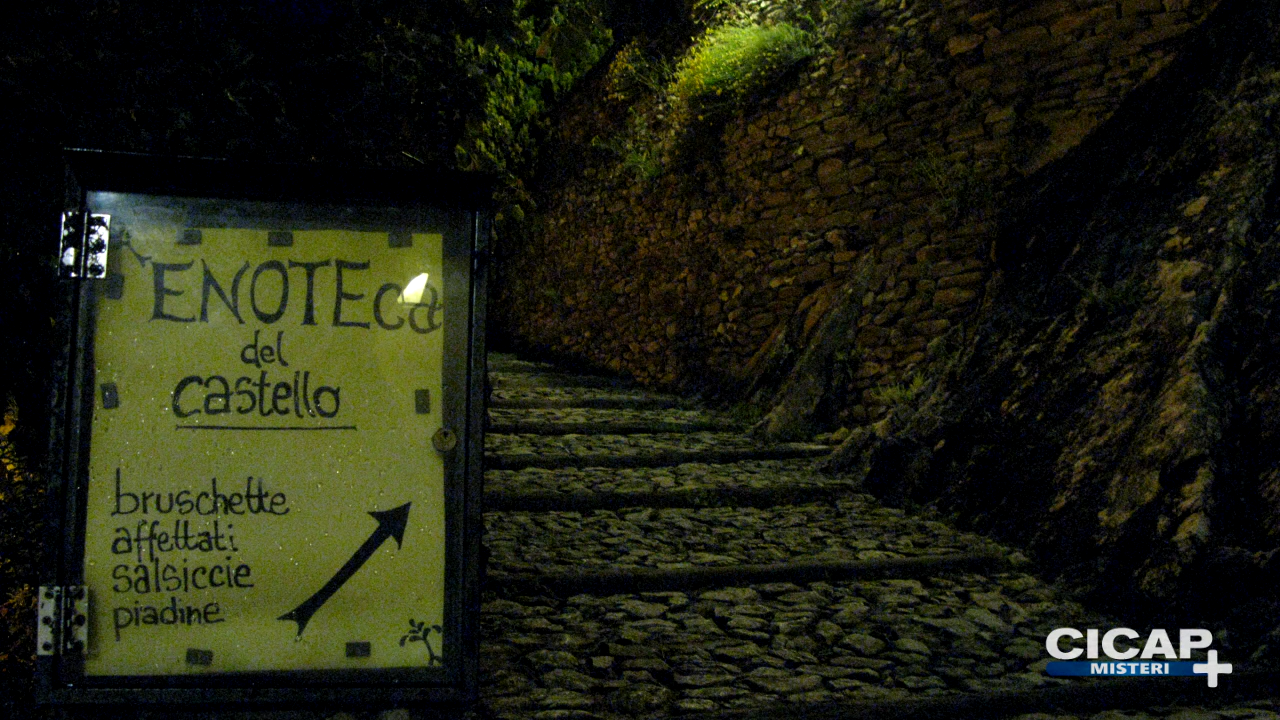 ENOTEca
del
castello
bruschette
affettati
salsiccie
piadine
CICAP
MISTERI +